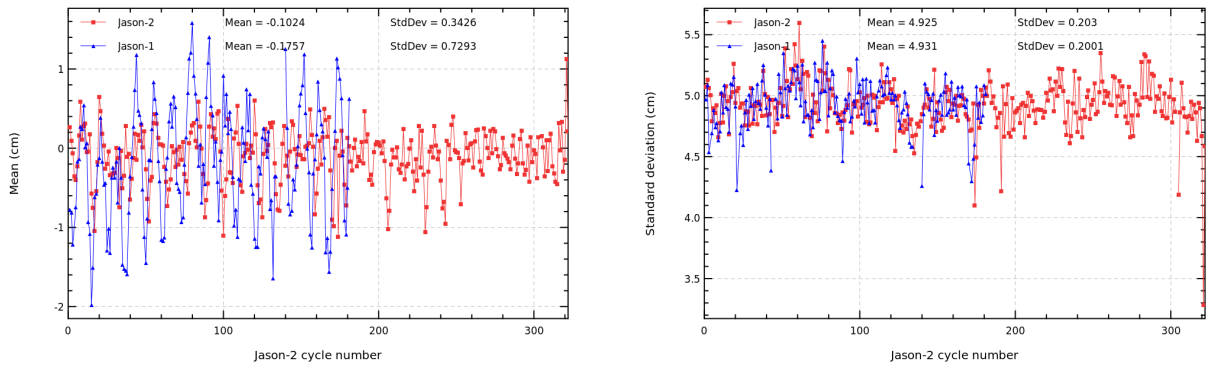 Jason-2 Mean = -0.1024 StdDev = 0.3426
Jason-1 Mean = -0.1757 StdDev = 0.7293
1
0
-1
-2
Mean (cm)
0 100 200 300
Jason-2 cycle number
Jason-2 Mean = 4.925 StdDev = 0.203
Jason-1 Mean = 4.931 StdDev = 0.2001
5.5
5.0
4.5
4.0
3.5
Standard deviation (cm)
0 100 200 300
Jason-2 cycle number